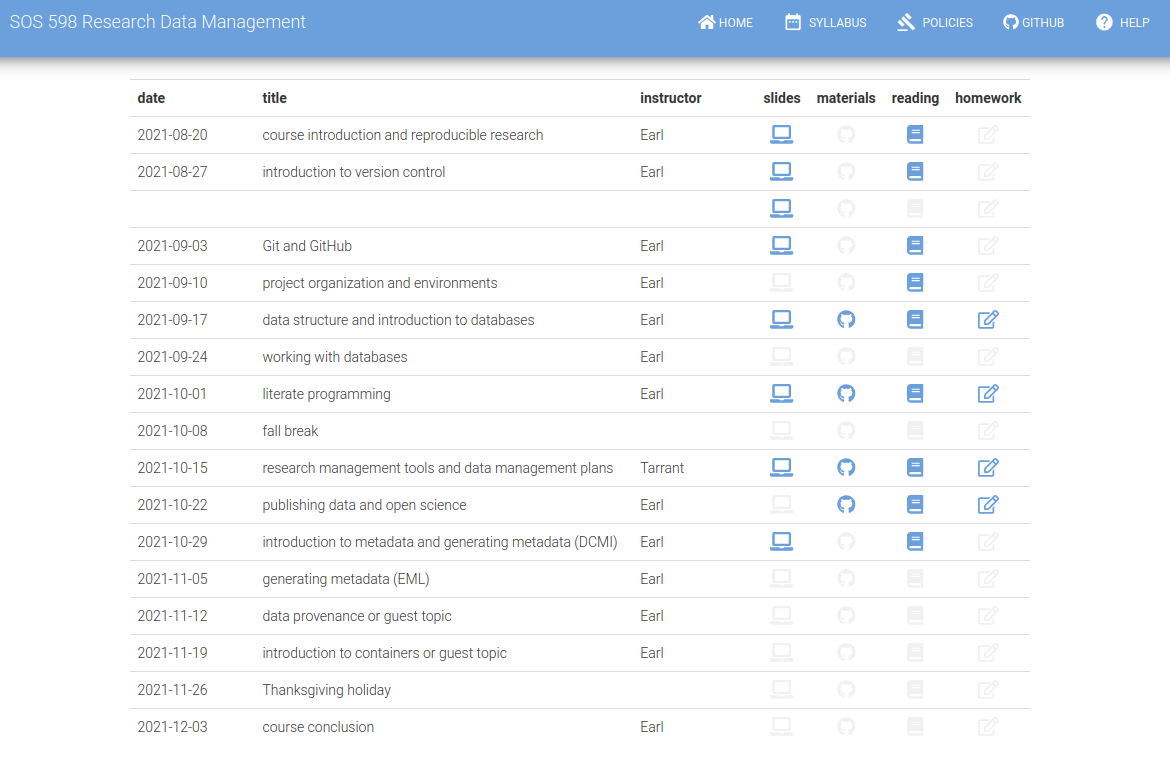 SOS 598 Research Data Management HOME SYLLABUS POLICIES GITHUB HELP
date title instructor slides materials reading homework
2021-08-20 course introduction and reproducible research Earl
2021-08-27 introduction to version control Earl
2021-09-03 Git and GitHub Earl
2021-09-10 project organization and environments Earl
2021-09-17 data structure and introduction to databases Earl
2021-09-24 working with databases Earl
2021-10-01 literate programming Earl
2021-10-08 fall break
2021-10-15 research management tools and data management plans Tarrant
2021-10-22 publishing data and open science Earl
2021-10-29 introduction to metadata and generating metadata (DCMI) Earl
2021-11-05 generating metadata (EML) Earl
2021-11-12 data provenance or guest topic Earl
2021-11-19 introduction to containers or guest topic Earl
2021-11-26 Thanksgiving holiday
2021-12-03 course conclusion Earl